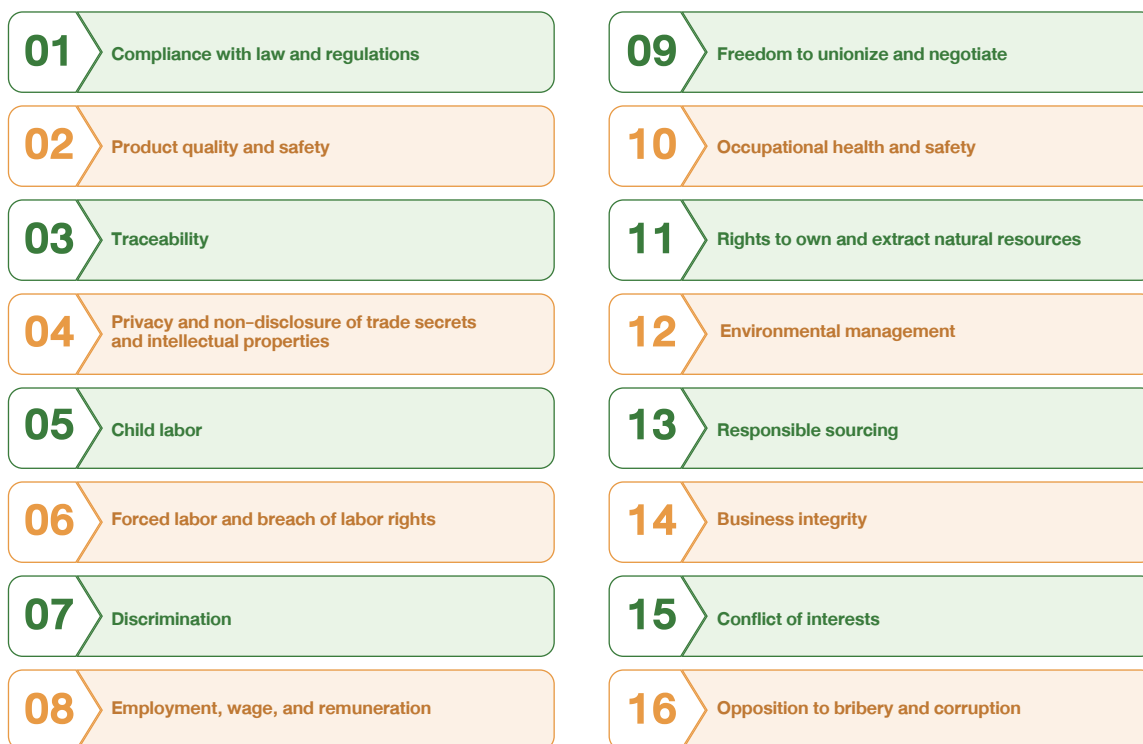 01
Compliance with law and regulations
02
Product quality and safety
03
Traceability
04
Privacy and non-disclosure of trade secrets
and intellectual properties
05
Child labor
06
Forced labor and breach of labor rights
07
Discrimination
08
Employment, wage, and remuneration
09
Freedom to unionize and negotiate
10
Occupational health and safety
11
Rights to own and extract natural resources
12
Environmental management
13
Responsible sourcing
14
Business integrity
15
Conflict of interests
16
Opposition to bribery and corruption